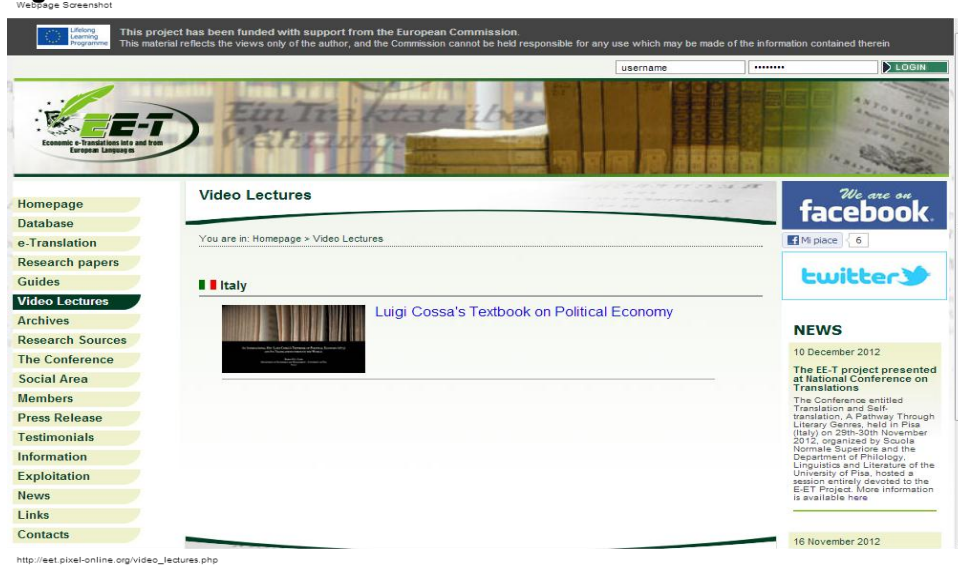 Webpage Screenshot
Lifelong
Learning
Programme
This project has been funded with support from the European Commission.
This material reflects the views only of the author, and the Commission cannot be held responsible for any use which may be made of the information contained therein
username
••••••••
LOGIN
Ein Traktat über
EE-T
Economic e-Translations into and from
European Languages
Homepage
Database
e-Translation
Research papers
Guides
Video Lectures
Archives
Research Sources
The Conference
Social Area
Members
Press Release
Testimonials
Information
Exploitation
News
Links
Contacts
Video Lectures
You are in: Homepage > Video Lectures
Italy
Luigi Cossa's Textbook on Political Economy
We are on
facebook
Mi piace
6
twitter
NEWS
10 December 2012
The EE-T project presented
at National Conference on
Translations
The Conference entitled
Translation and Self-
translation, A Pathway Through
Literary Genres, held in Pisa
(Italy) on 29th-30th November
2012, organized by Scuola
Normale Superiore and the
Department of Philology,
Linguistics and Literature of the
University of Pisa, hosted a
session entirely devoted to the
E-ET Project. More information
is available here
16 November 2012
http://eet.pixel-online.org/video_lectures.php